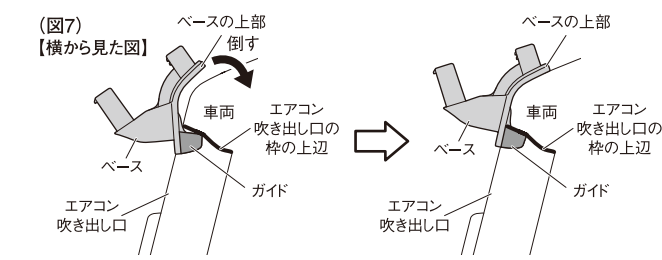 (図7)
【横から見た図】
ベースの上部
倒す
車両
エアコン
吹き出し口の
枠の上辺
ベース
ガイド
エアコン
吹き出し口
ベースの上部
車両
エアコン
吹き出し口の
枠の上辺
ベース
ガイド
エアコン
吹き出し口